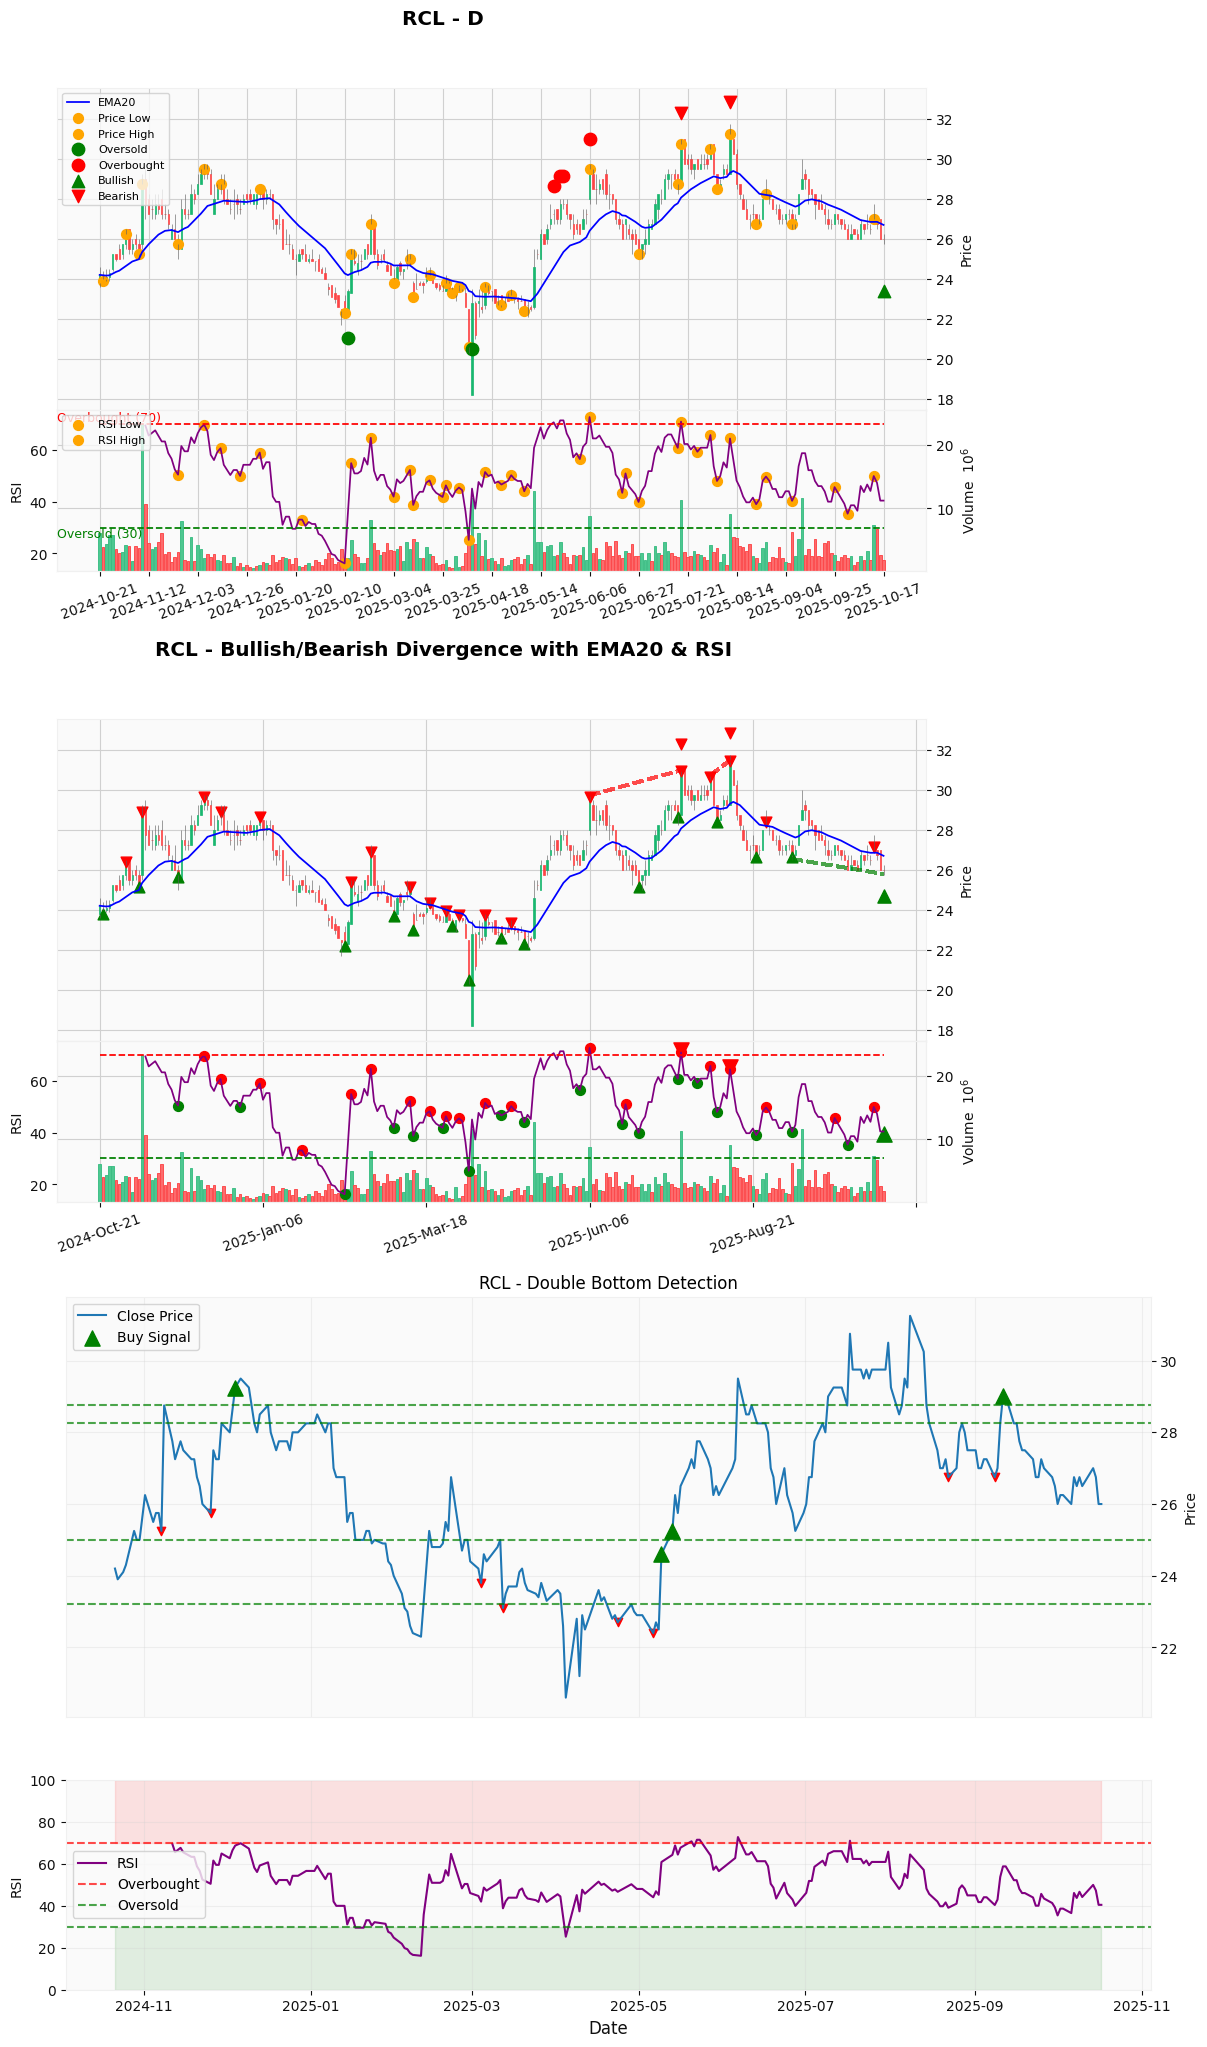 RCL - D
EMA20
Price Low
Price High
Oversold
Overbought
Bullish
Bearish
32
30
28
26
24
22
20
18
Price
Overbought (70)
RSI Low
RSI High
Oversold (30)
60
40
20
RSI
20
10
Volume 10^6
2024-10-21
2024-11-12
2024-12-03
2024-12-26
2025-01-20
2025-02-10
2025-03-04
2025-03-25
2025-04-18
2025-05-14
2025-06-06
2025-06-27
2025-07-21
2025-08-14
2025-09-04
2025-09-25
2025-10-17
RCL - Bullish/Bearish Divergence with EMA20 & RSI
32
30
28
26
24
22
20
18
Price
60
40
20
RSI
20
10
Volume 10^6
2024-Oct-21
2025-Jan-06
2025-Mar-18
2025-Jun-06
2025-Aug-21
RCL - Double Bottom Detection
Close Price
Buy Signal
30
28
26
24
22
Price
100
80
60
40
20
0
RSI
RSI
Overbought
Oversold
2024-11
2025-01
2025-03
2025-05
2025-07
2025-09
2025-11
Date